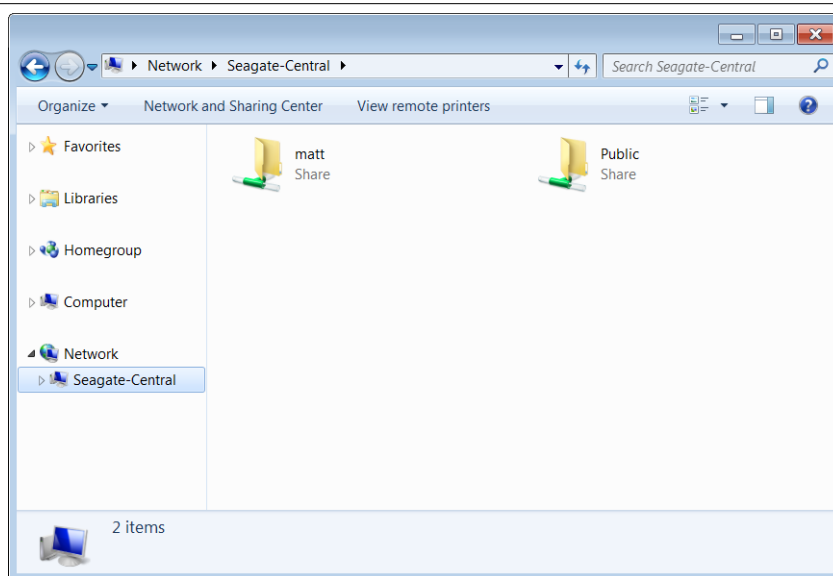 Network Seagate-Central
Search Seagate-Central
Organize Network and Sharing Center View remote printers
Favorites
Libraries
Homegroup
Computer
Network
Seagate-Central
matt
Share
Public
Share
2 items